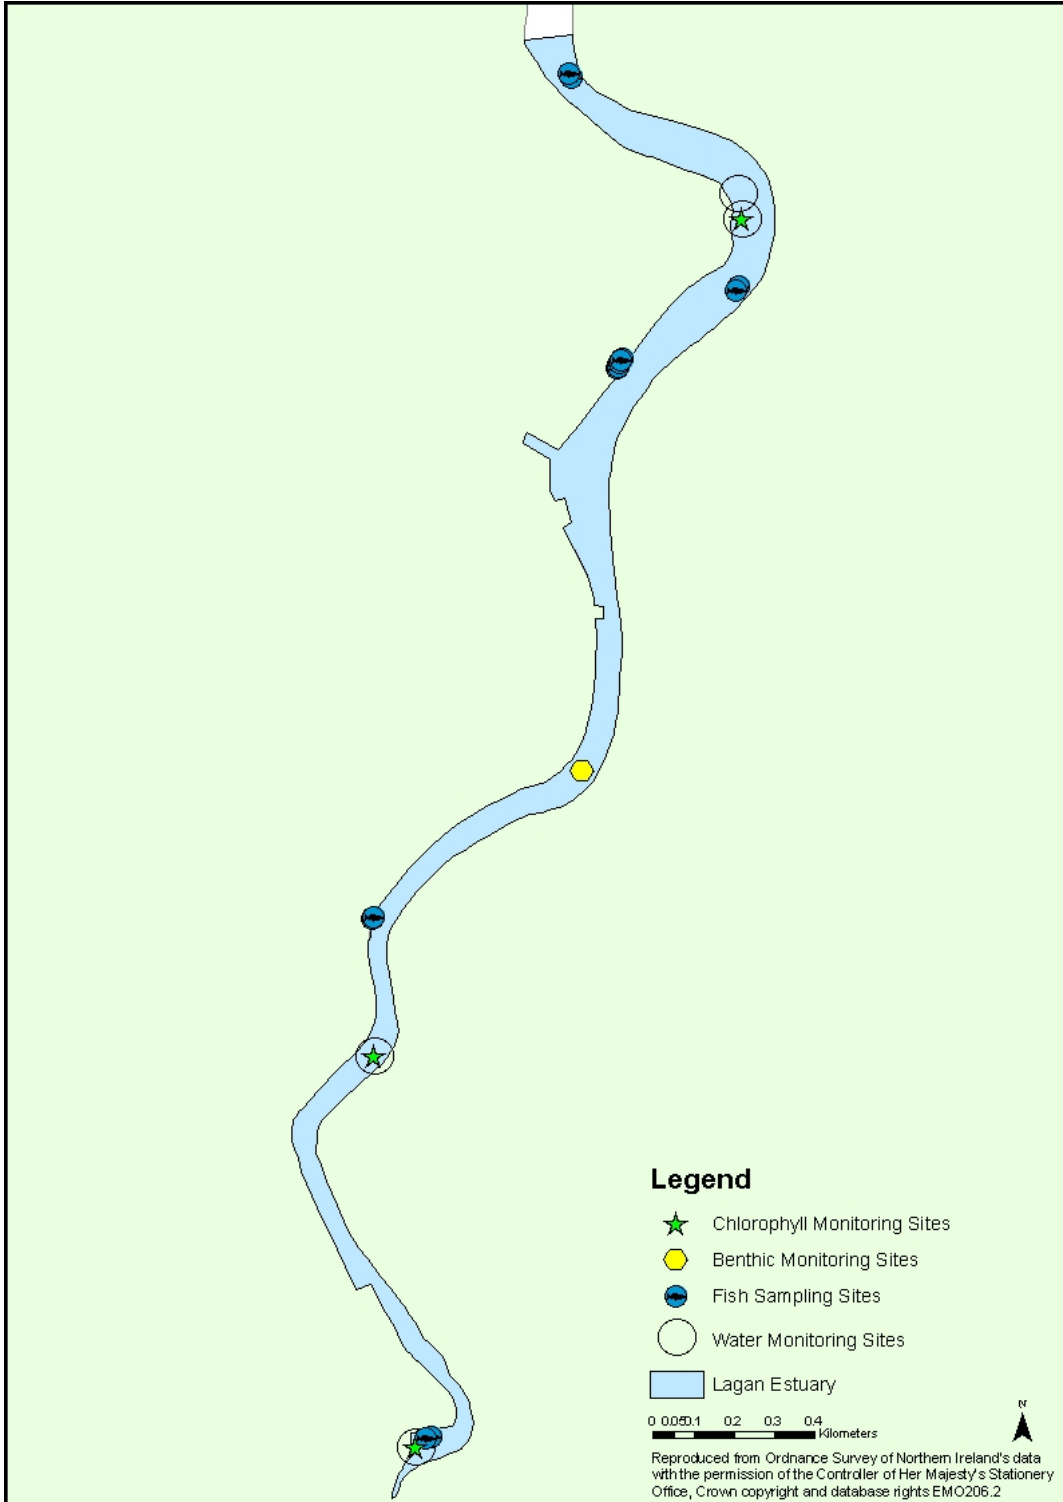 Legend
Chlorophyll Monitoring Sites
Benthic Monitoring Sites
Fish Sampling Sites
Water Monitoring Sites
Lagan Estuary
N
0 0.050.1 0.2 0.3 0.4
Kilometers
Reproduced from Ordnance Survey of Northern Ireland's data
with the permission of the Controller of Her Majesty's Stationery
Office, Crown copyright and database rights EMO206.2